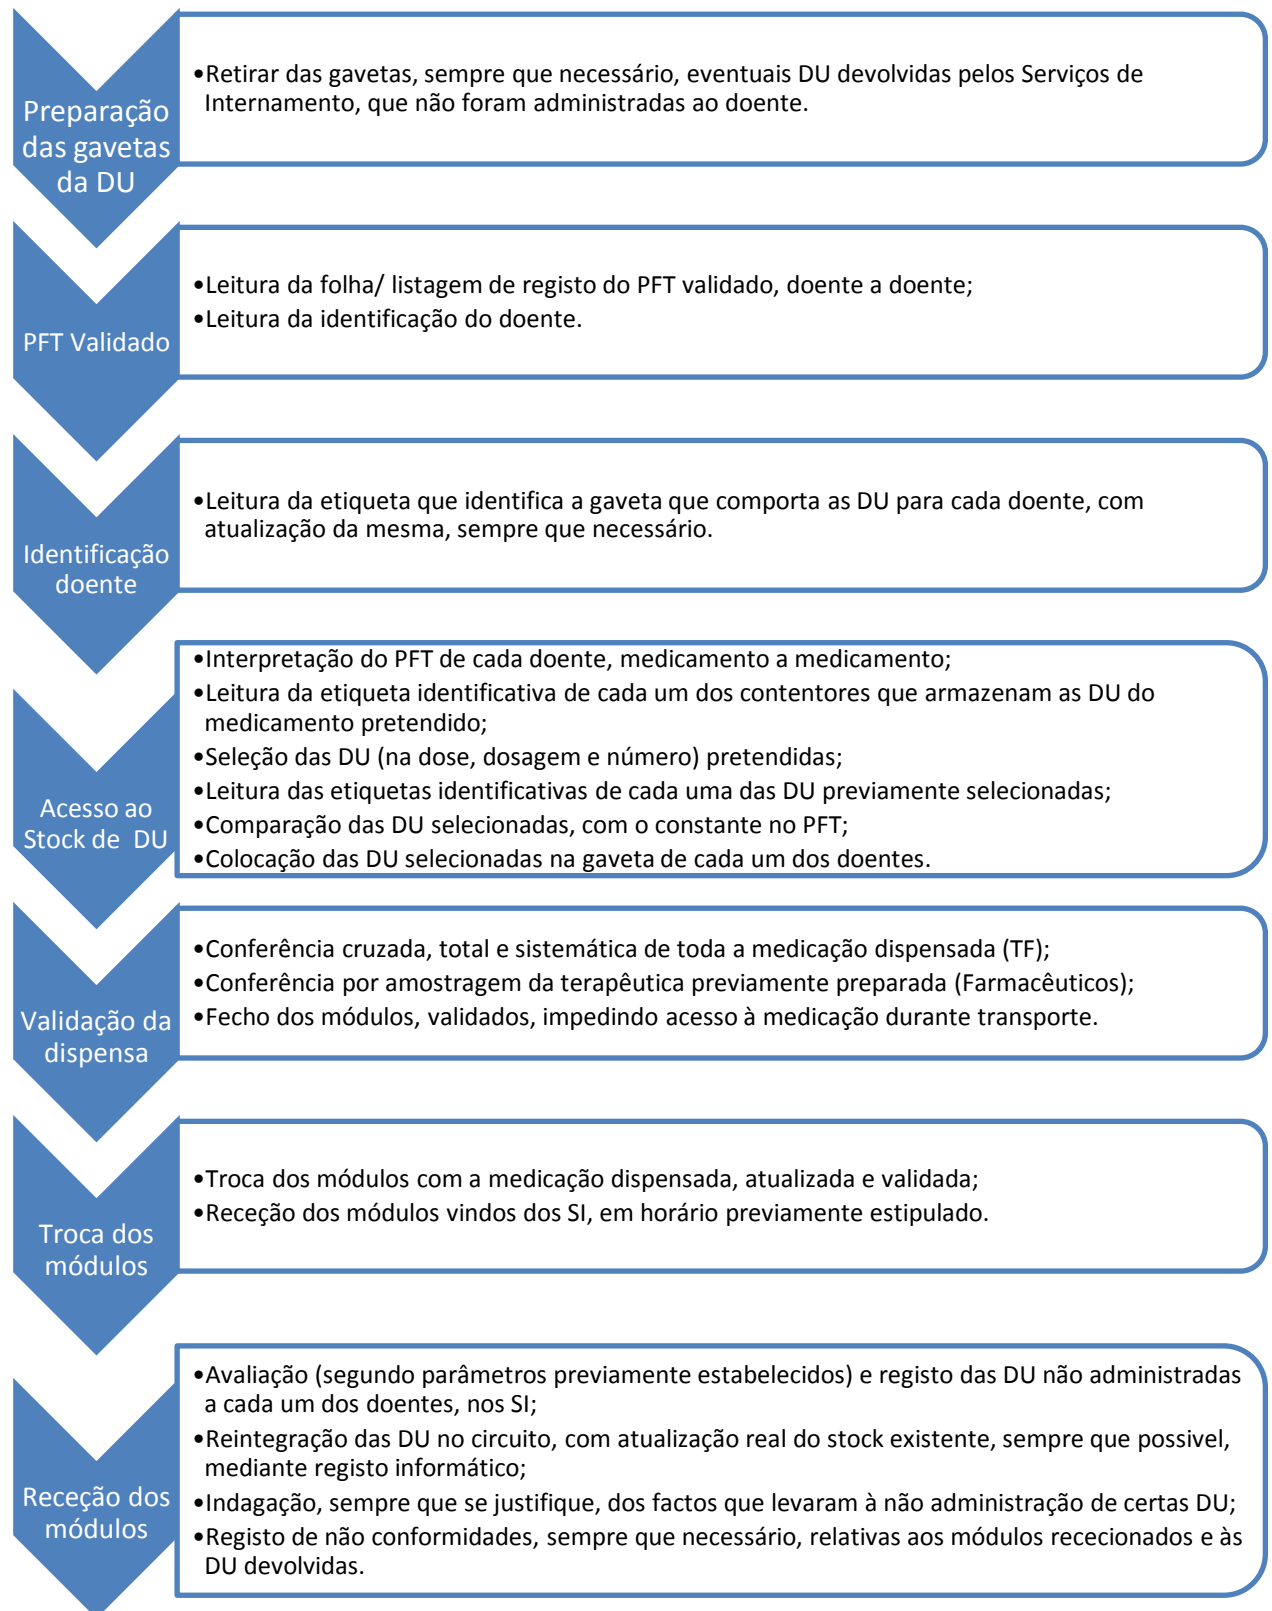 Preparação
das gavetas
da DU
•Retirar das gavetas, sempre que necessário, eventuais DU devolvidas pelos Serviços de
Internamento, que não foram administradas ao doente.
PFT Validado
•Leitura da folha/ listagem de registo do PFT validado, doente a doente;
•Leitura da identificação do doente.
Identificação
doente
•Leitura da etiqueta que identifica a gaveta que comporta as DU para cada doente, com
atualização da mesma, sempre que necessário.
Acesso ao
Stock de DU
•Interpretação do PFT de cada doente, medicamento a medicamento;
•Leitura da etiqueta identificativa de cada um dos contentores que armazenam as DU do
medicamento pretendido;
•Seleção das DU (na dose, dosagem e número) pretendidas;
•Leitura das etiquetas identificativas de cada uma das DU previamente selecionadas;
•Comparação das DU selecionadas, com o constante no PFT;
•Colocação das DU selecionadas na gaveta de cada um dos doentes.
Validação da
dispensa
•Conferência cruzada, total e sistemática de toda a medicação dispensada (TF);
•Conferência por amostragem da terapêutica previamente preparada (Farmacêuticos);
•Fecho dos módulos, validados, impedindo acesso à medicação durante transporte.
Troca dos
módulos
•Troca dos módulos com a medicação dispensada, atualizada e validada;
•Receção dos módulos vindos dos SI, em horário previamente estipulado.
Receção dos
módulos
•Avaliação (segundo parâmetros previamente estabelecidos) e registo das DU não administradas
a cada um dos doentes, nos SI;
•Reintegração das DU no circuito, com atualização real do stock existente, sempre que possivel,
mediante registo informático;
•Indagação, sempre que se justifique, dos factos que levaram à não administração de certas DU;
•Registo de não conformidades, sempre que necessário, relativas aos módulos rececionados e às
DU devolvidas.